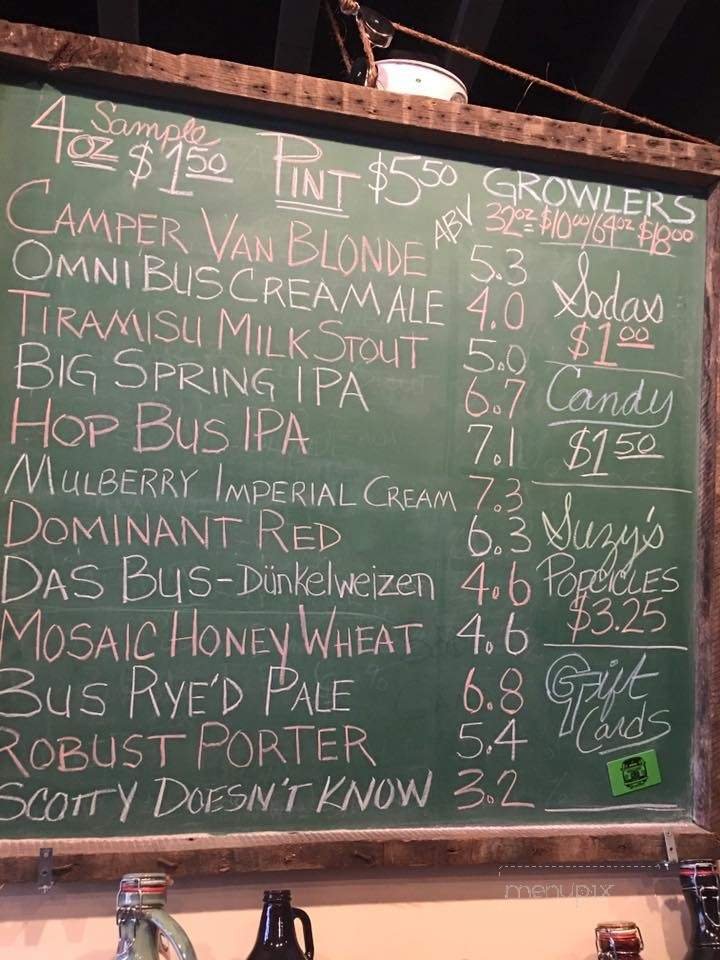 4oz Sample $1.50
PINT $5.50
GROWLERS
32oz = $10.00/64oz $18.00
ABV
CAMPER VAN BLONDE 5.3
OMNI BUS CREAM ALE 4.0
TIRAMISU MILK STOUT 5.0
BIG SPRING IPA 6.7
HOP BUS IPA 7.1
MULBERRY IMPERIAL CREAM 7.3
DOMINANT RED 6.3
DAS BUS-Dünkelweizen 4.6
MOSAIC HONEY WHEAT 4.6
BUS RYE'D PALE 6.8
ROBUST PORTER 5.4
SCOTTY DOESN'T KNOW 3.2
Sodas
$1.00
Candy
$1.50
Suzy's
POPCICLES
$3.25
Gift
Cards
menupix